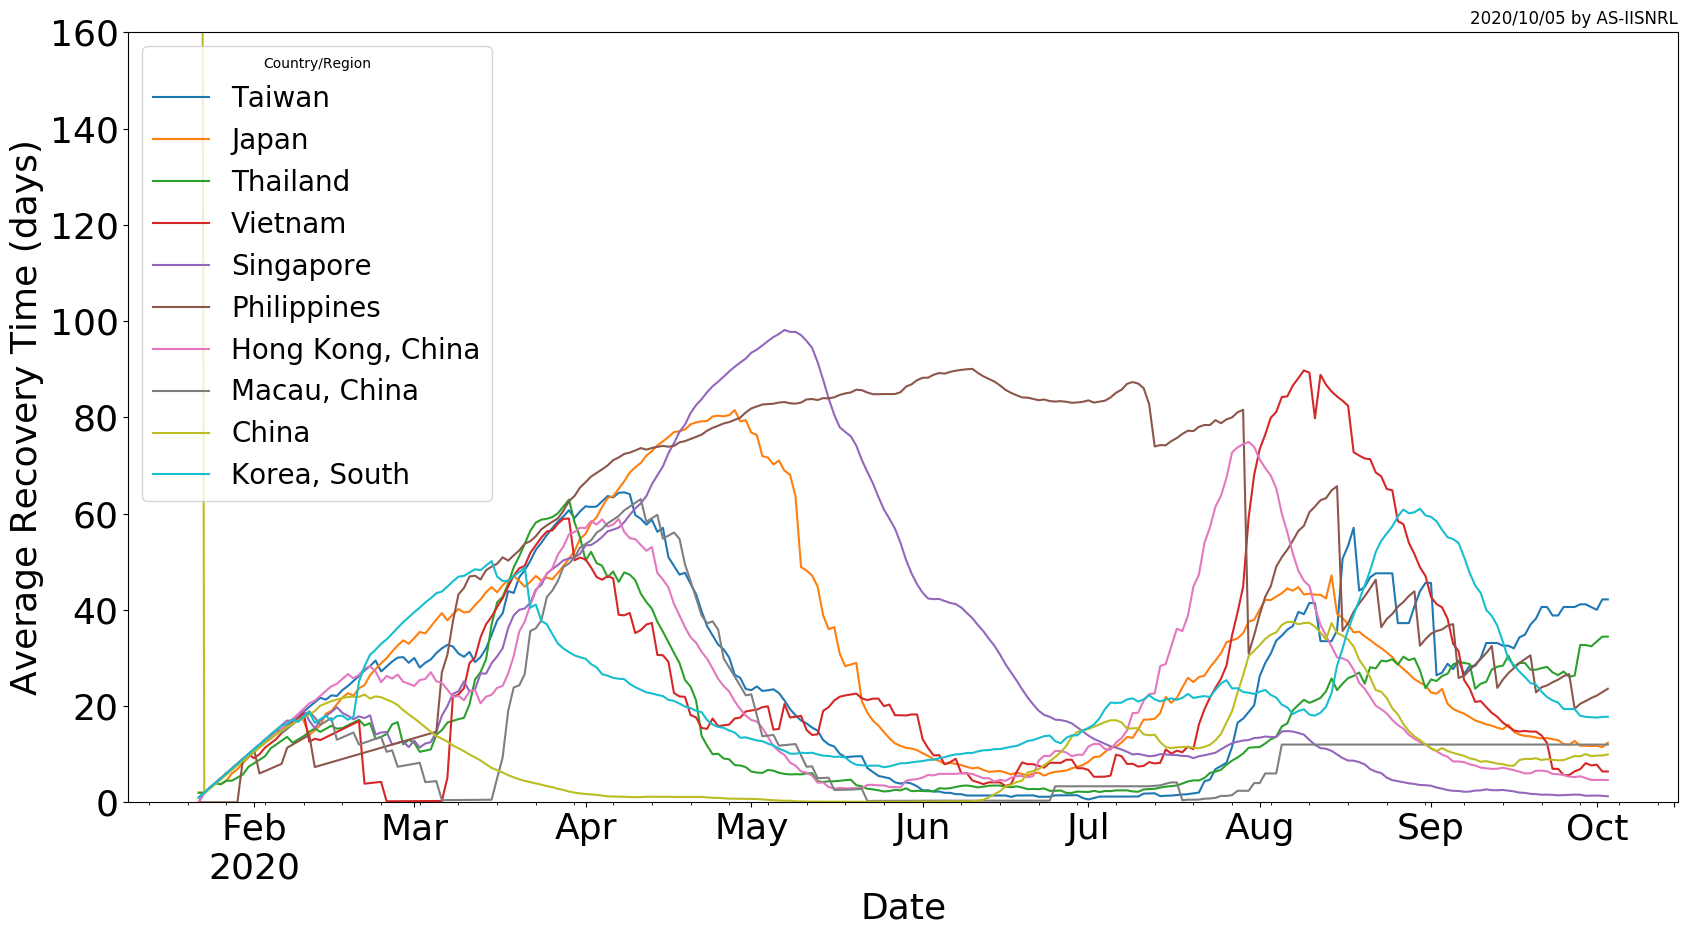 2020/10/05 by AS-IISNRL
160
140
120
100
80
60
40
20
0
Average Recovery Time (days)
Country/Region
Taiwan
Japan
Thailand
Vietnam
Singapore
Philippines
Hong Kong, China
Macau, China
China
Korea, South
Feb Mar Apr May Jun Jul Aug Sep Oct
2020
Date